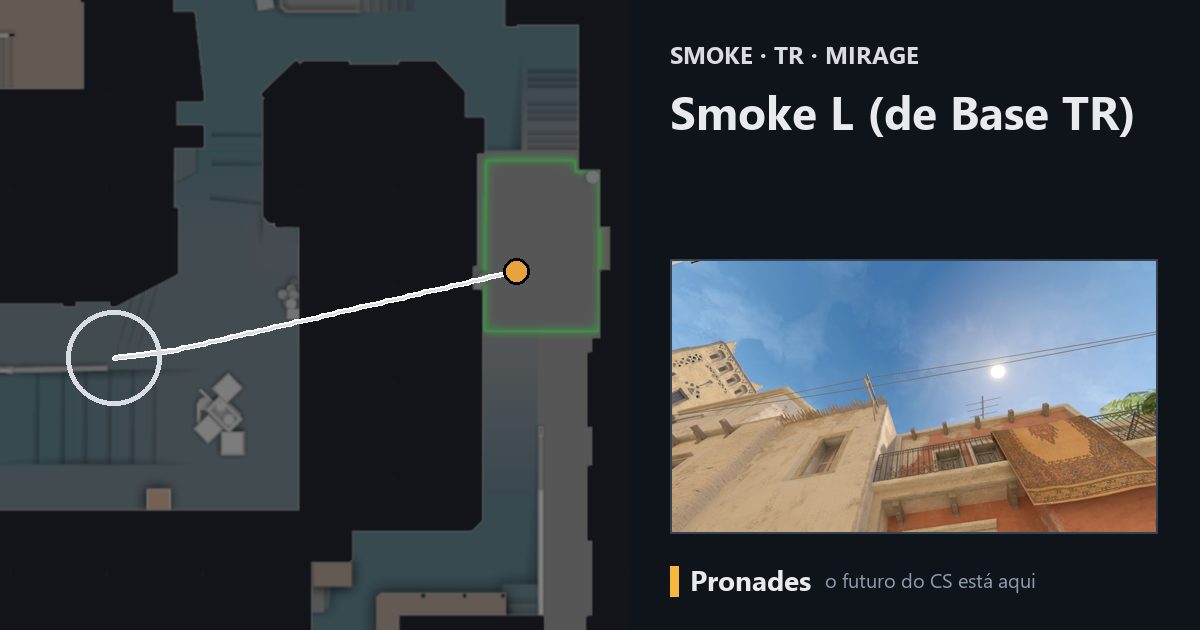 SMOKE · TR · MIRAGE
Smoke L (de Base TR)
Pronades o futuro do CS está aqui